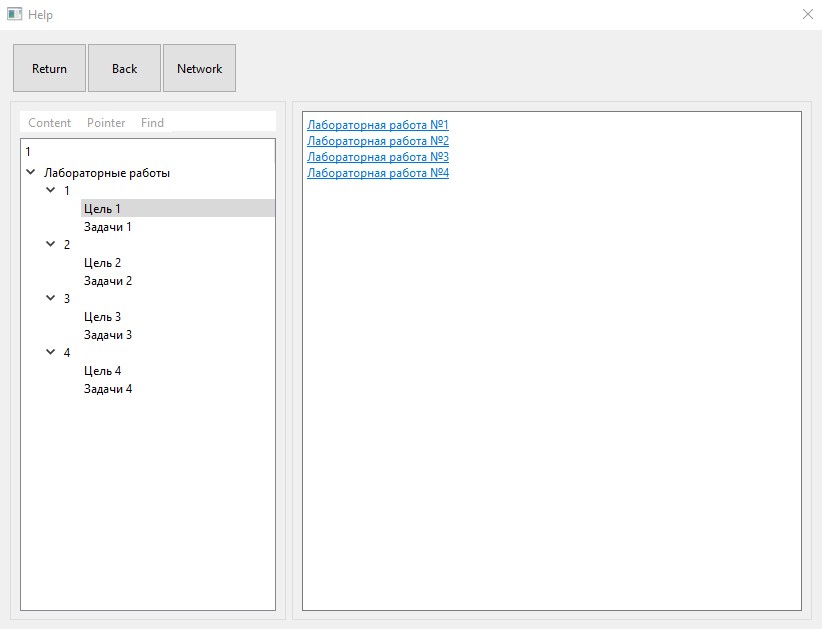 Help
Return Back Network
Content Pointer Find
1
Лабораторные работы
1
Цель 1
Задачи 1
2
Цель 2
Задачи 2
3
Цель 3
Задачи 3
4
Цель 4
Задачи 4
Лабораторная работа №1
Лабораторная работа №2
Лабораторная работа №3
Лабораторная работа №4